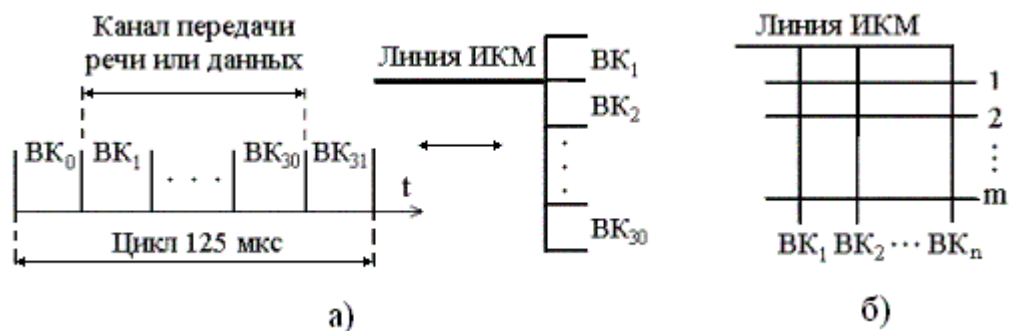 Канал передачи
речи или данных
ВК₀ ВК₁ . . . ВК₃₀ ВК₃₁
t
Цикл 125 мкс
Линия ИКМ
ВК₁
ВК₂
ВК₃₀
а)
Линия ИКМ
1
2
m
ВК₁ ВК₂ ··· ВКₙ
б)